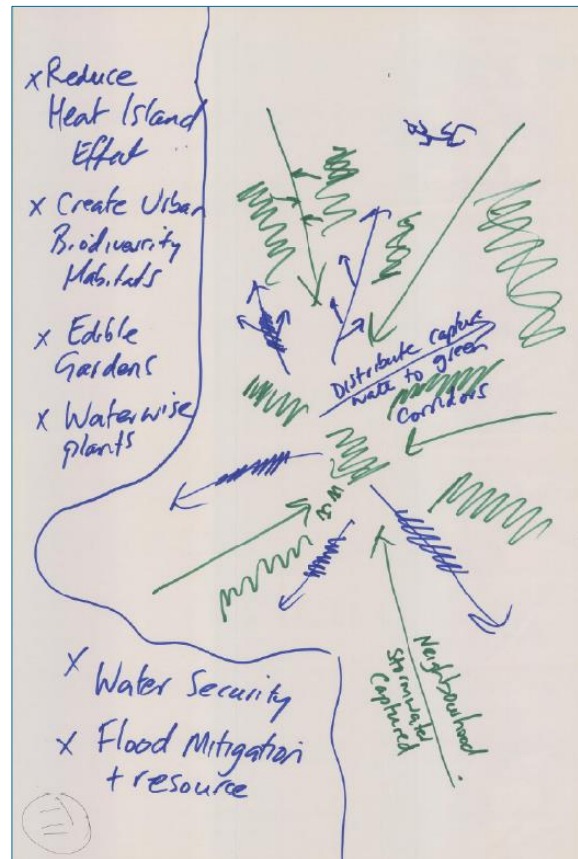 x Reduce
Heat Island
Effect
x Create Urban
Biodiversity
Habitats
x Edible
Gardens
x Waterwise
plants
x Water Security
x Flood Mitigation
+ resource
Distribute capture
to green
corridors
Neighbourhood
Stormwater
Captured